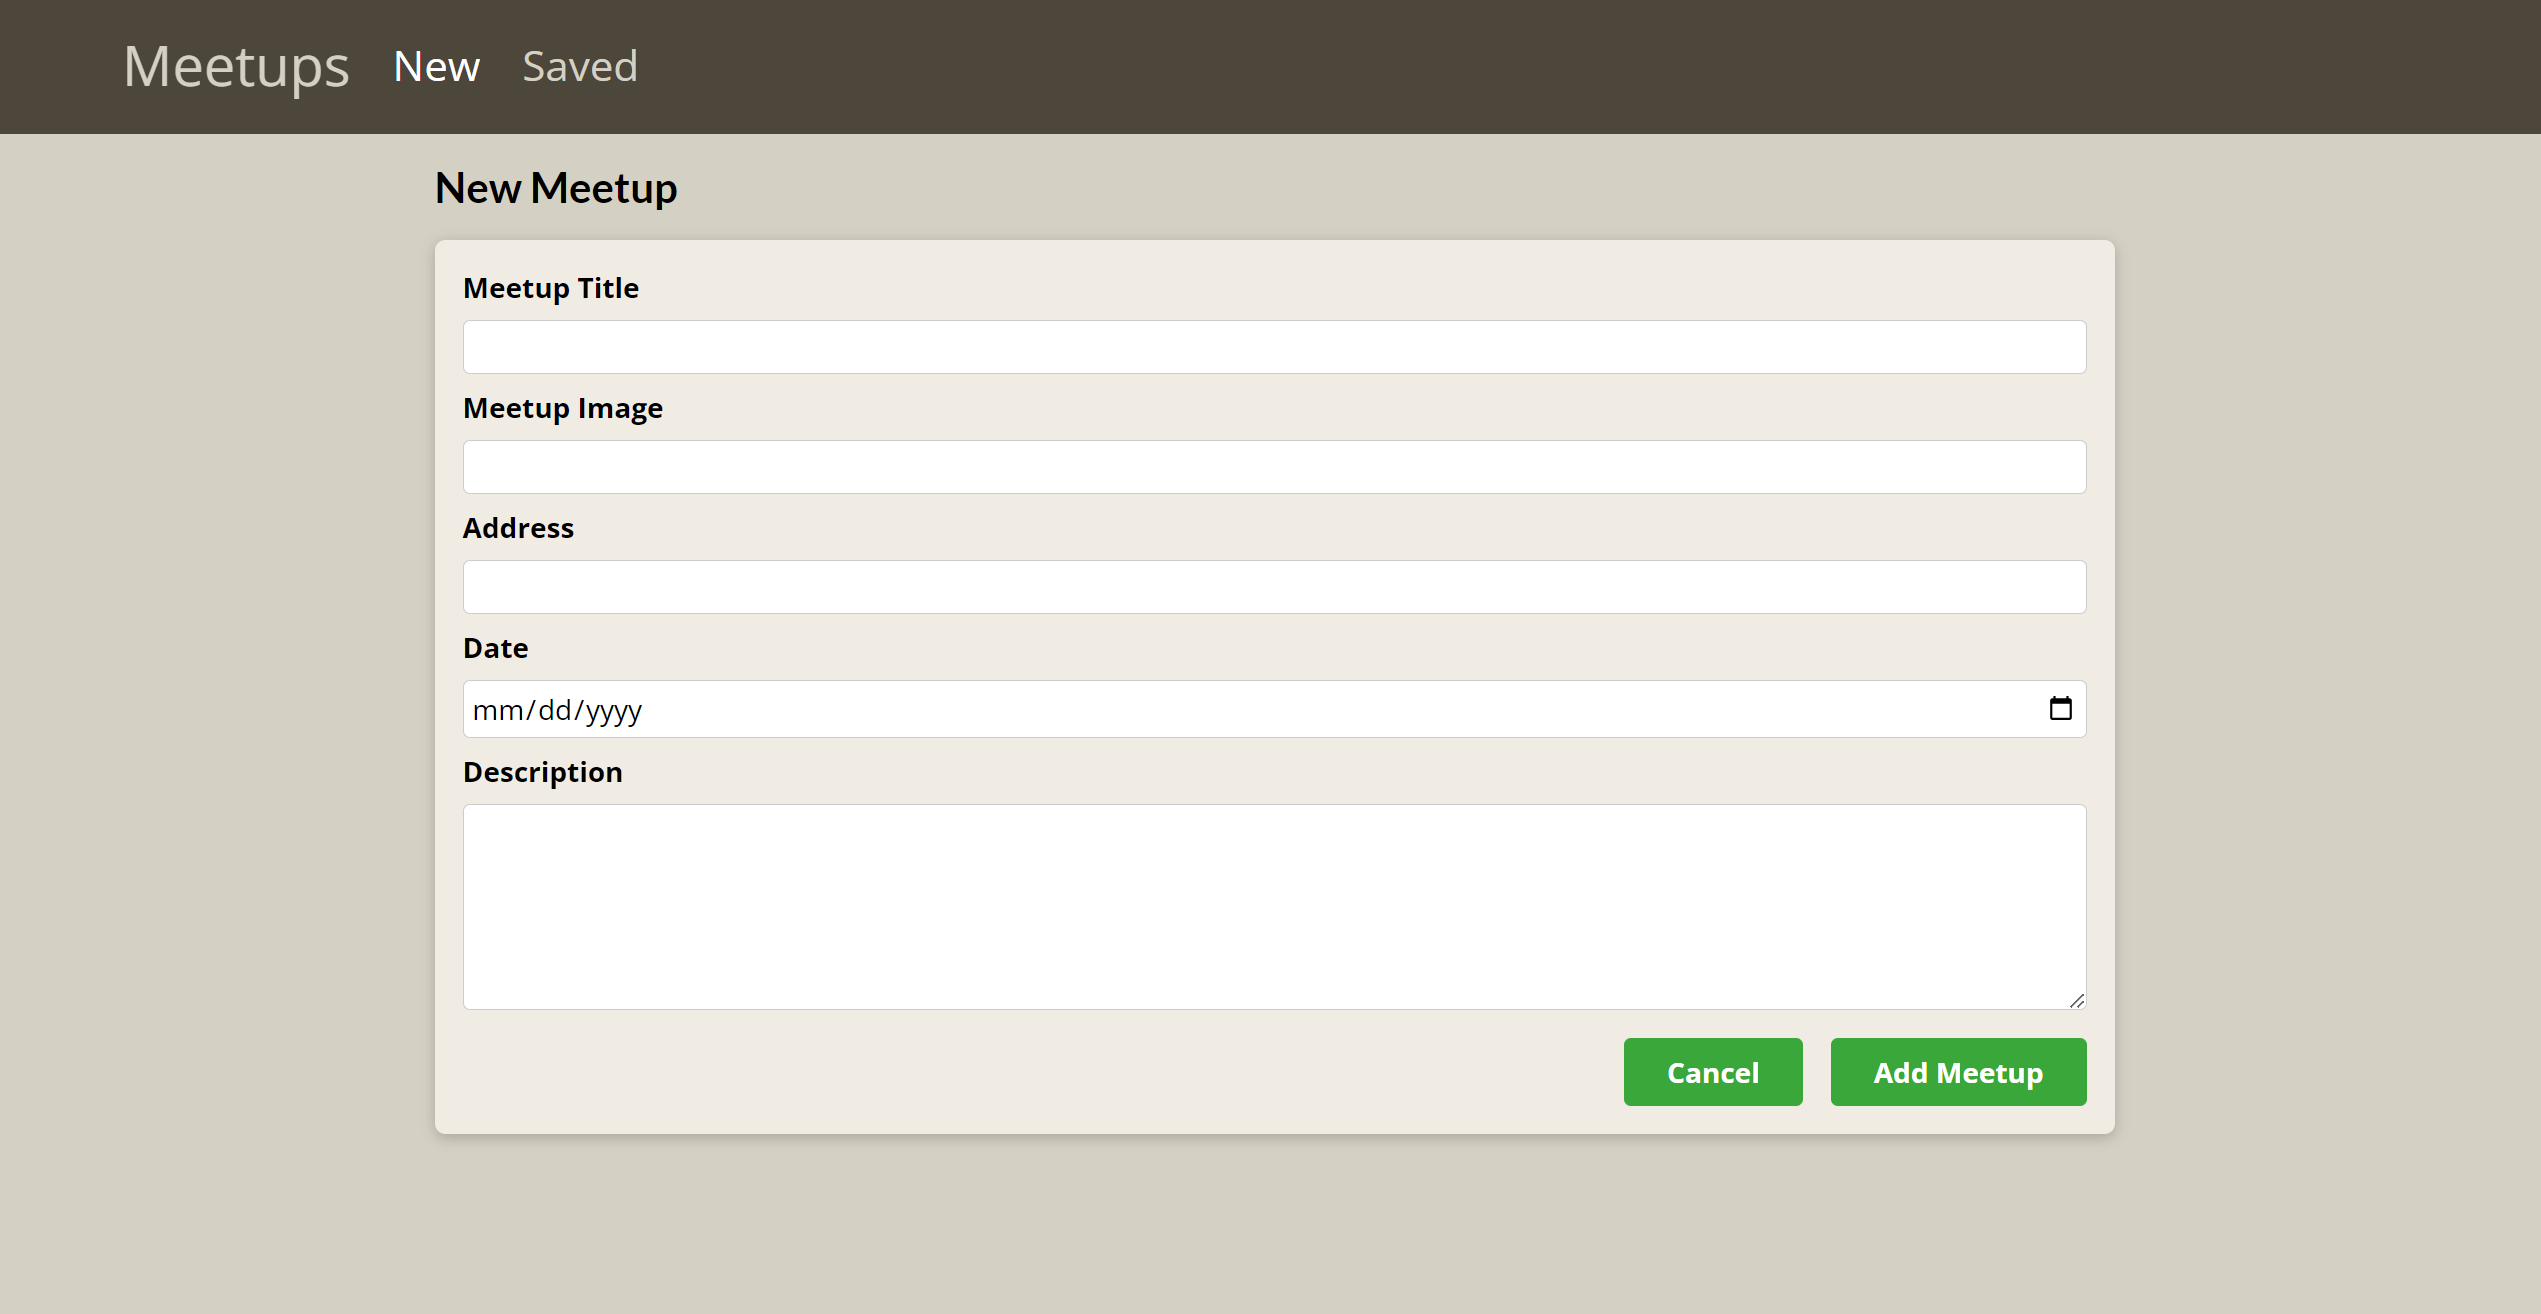 Meetups New Saved
New Meetup
Meetup Title
Meetup Image
Address
Date
mm/dd/yyyy
Description
Cancel Add Meetup